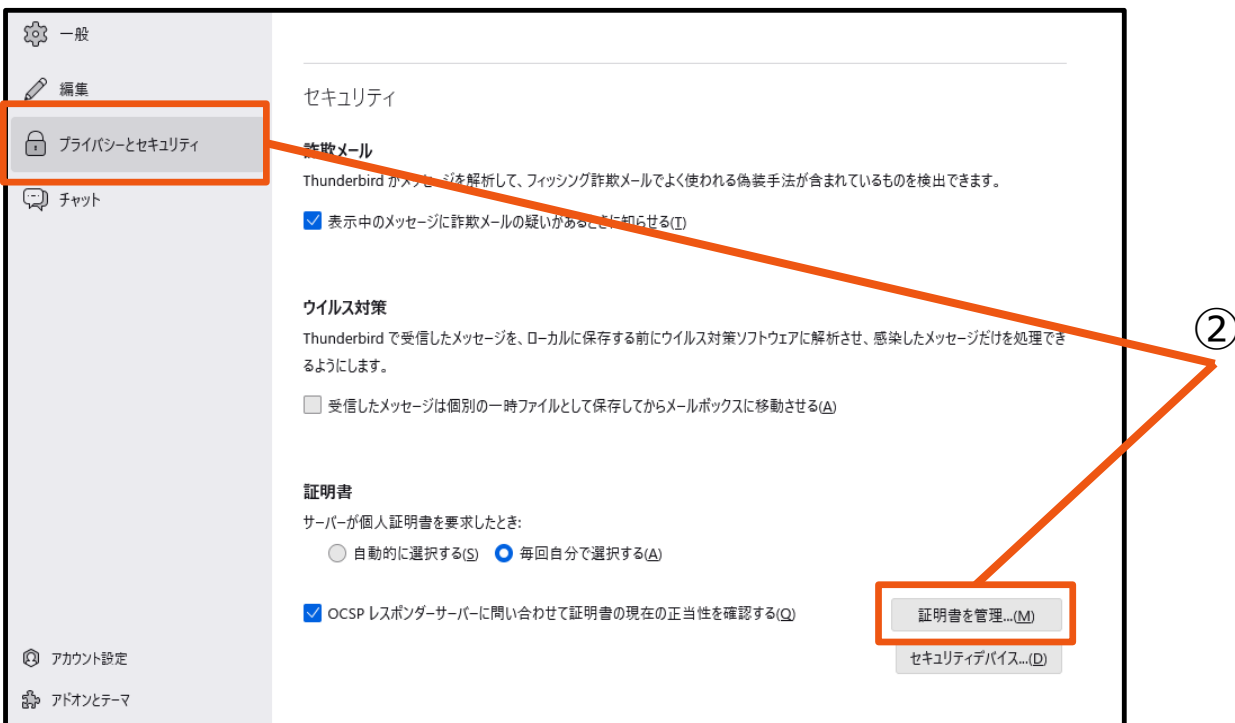 一般
編集
プライバシーとセキュリティ
チャット
アカウント設定
アドオンとテーマ
セキュリティ
詐欺メール
Thunderbird がメッセージを解析して、フィッシング詐欺メールでよく使われる偽装手法が含まれているものを検出できます。
表示中のメッセージに詐欺メールの疑いがあるときに知らせる(T)
ウイルス対策
Thunderbird で受信したメッセージを、ローカルに保存する前にウイルス対策ソフトウェアに解析させ、感染したメッセージだけを処理でき
るようにします。
受信したメッセージは個別の一時ファイルとして保存してからメールボックスに移動させる(A)
証明書
サーバーが個人証明書を要求したとき:
自動的に選択する(S) 毎回自分で選択する(A)
OCSP レスポンダーサーバーに問い合わせて証明書の現在の正当性を確認する(Q)
証明書を管理...(M)
セキュリティデバイス...(D)
②